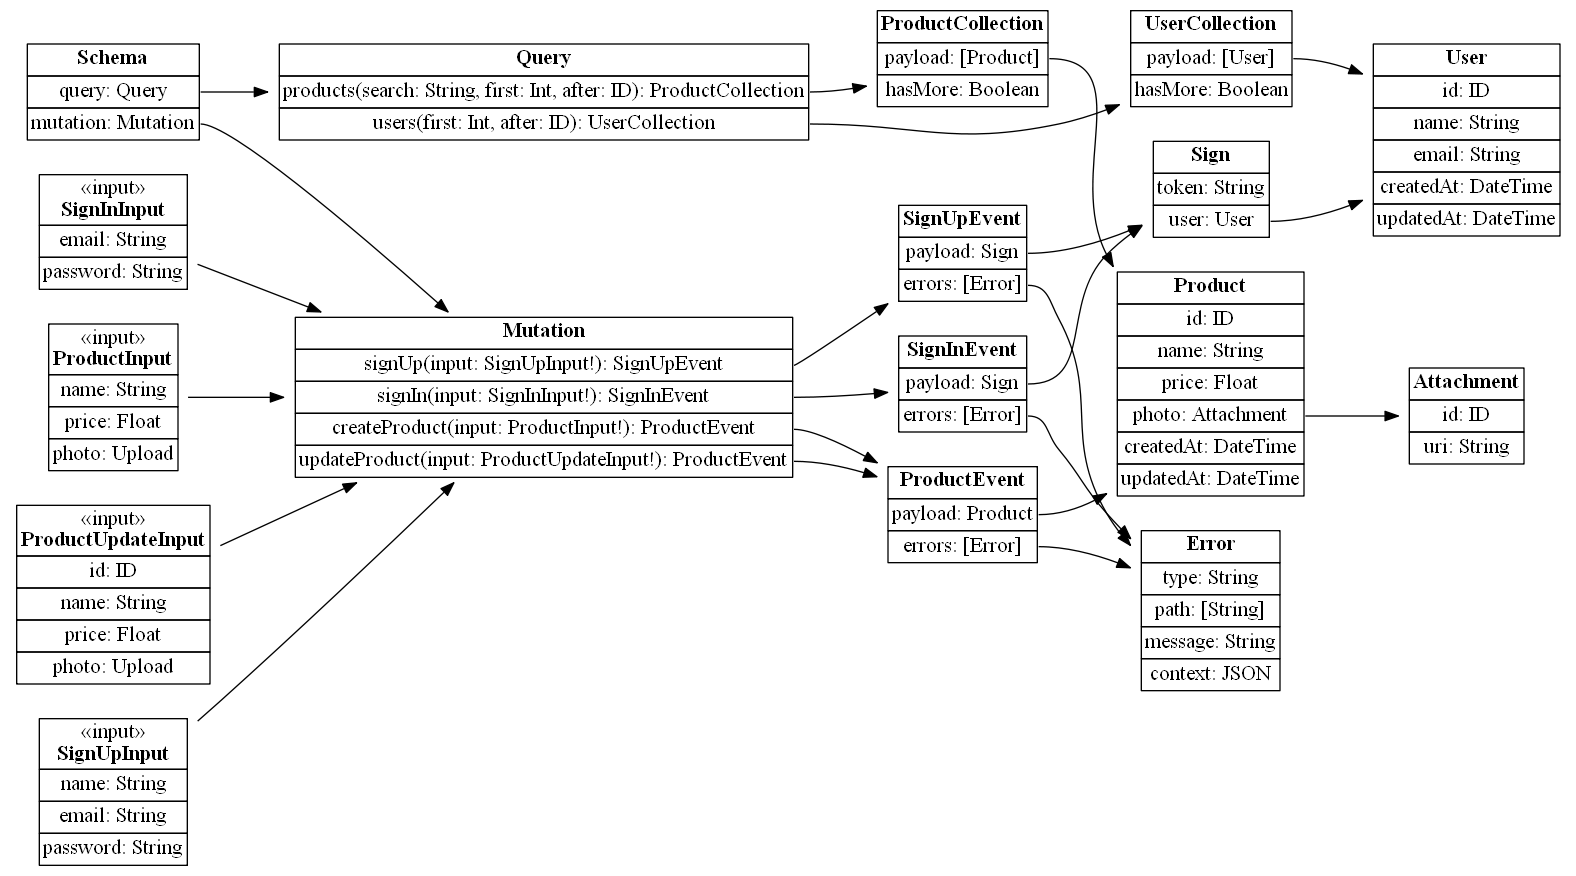 Schema
query: Query
mutation: Mutation
«input»
SignInInput
email: String
password: String
«input»
ProductInput
name: String
price: Float
photo: Upload
«input»
ProductUpdateInput
id: ID
name: String
price: Float
photo: Upload
«input»
SignUpInput
name: String
email: String
password: String
Query
products(search: String, first: Int, after: ID): ProductCollection
users(first: Int, after: ID): UserCollection
Mutation
signUp(input: SignUpInput!): SignUpEvent
signIn(input: SignInInput!): SignInEvent
createProduct(input: ProductInput!): ProductEvent
updateProduct(input: ProductUpdateInput!): ProductEvent
ProductCollection
payload: [Product]
hasMore: Boolean
SignUpEvent
payload: Sign
errors: [Error]
SignInEvent
payload: Sign
errors: [Error]
ProductEvent
payload: Product
errors: [Error]
UserCollection
payload: [User]
hasMore: Boolean
Sign
token: String
user: User
Product
id: ID
name: String
price: Float
photo: Attachment
createdAt: DateTime
updatedAt: DateTime
Error
type: String
path: [String]
message: String
context: JSON
User
id: ID
name: String
email: String
createdAt: DateTime
updatedAt: DateTime
Attachment
id: ID
uri: String